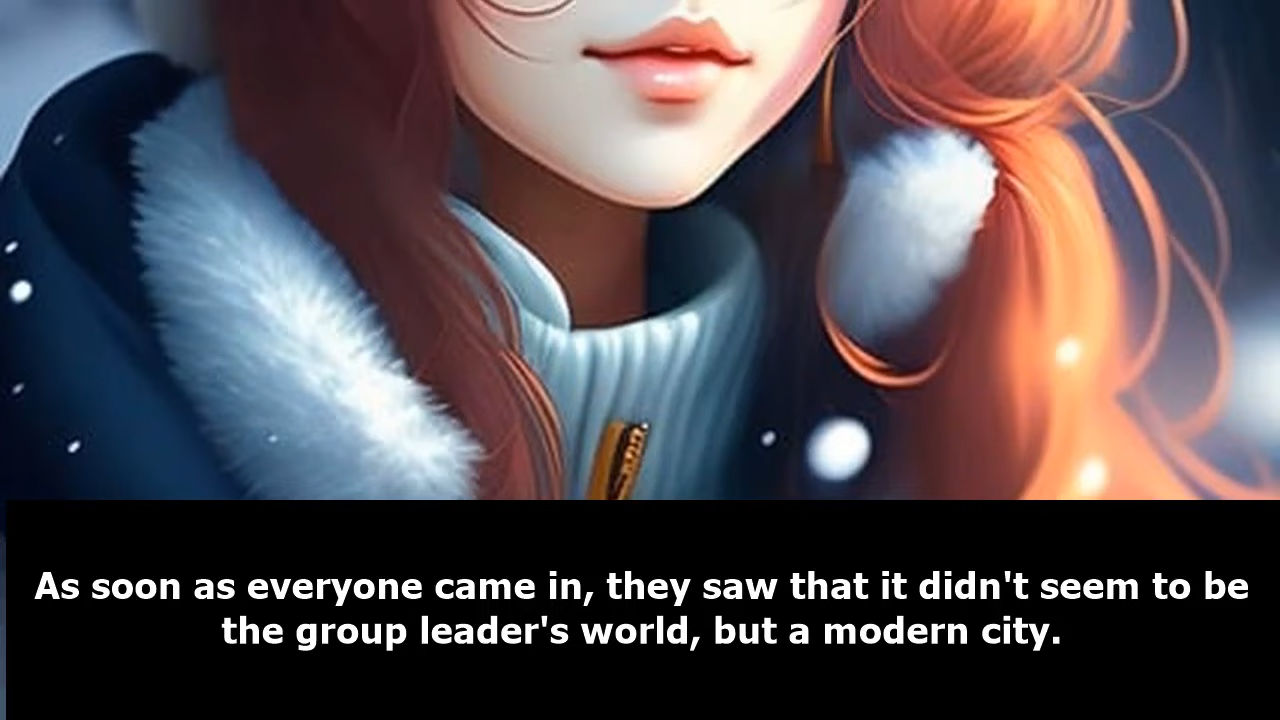 As soon as everyone came in, they saw that it didn't seem to be
the group leader's world, but a modern city.